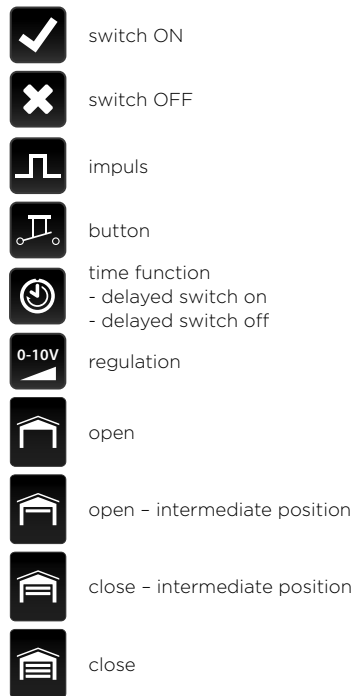 switch ON
switch OFF
impuls
button
time function
- delayed switch on
- delayed switch off
0-10V
regulation
open
open – intermediate position
close – intermediate position
close